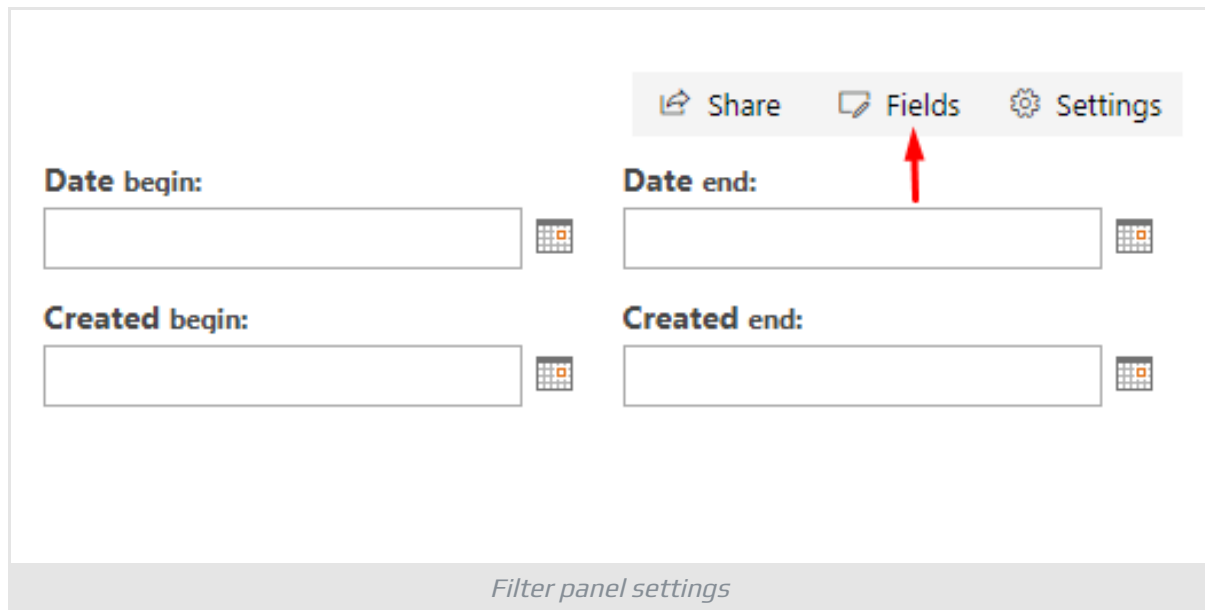 Share Fields Settings
Date begin: Date end:
Created begin: Created end:
Filter panel settings